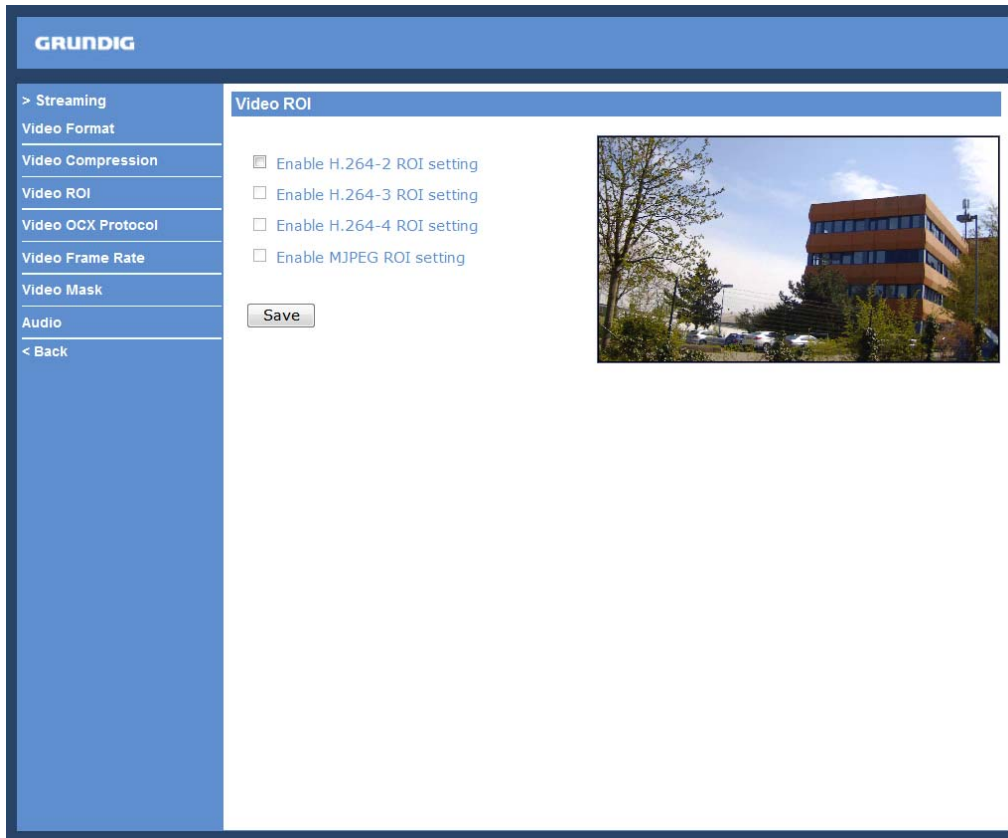 GRUNDIG
> Streaming
Video Format
Video Compression
Video ROI
Video OCX Protocol
Video Frame Rate
Video Mask
Audio
< Back
Video ROI
Enable H.264-2 ROI setting
Enable H.264-3 ROI setting
Enable H.264-4 ROI setting
Enable MJPEG ROI setting
Save